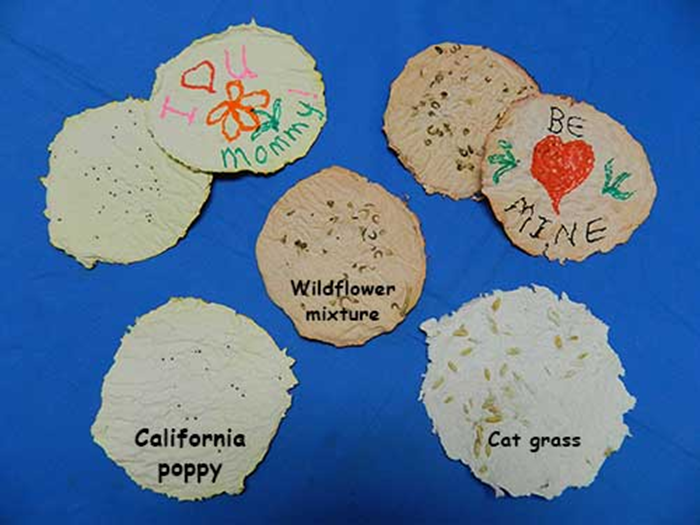 I ♡ U
mommy!
BE
MINE
Wildflower
mixture
California
poppy
Cat grass